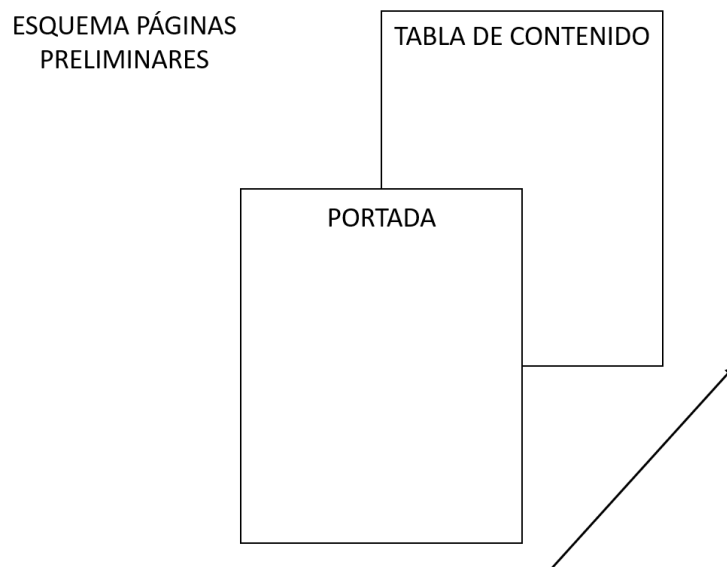 ESQUEMA PÁGINAS
PRELIMINARES
TABLA DE CONTENIDO
PORTADA